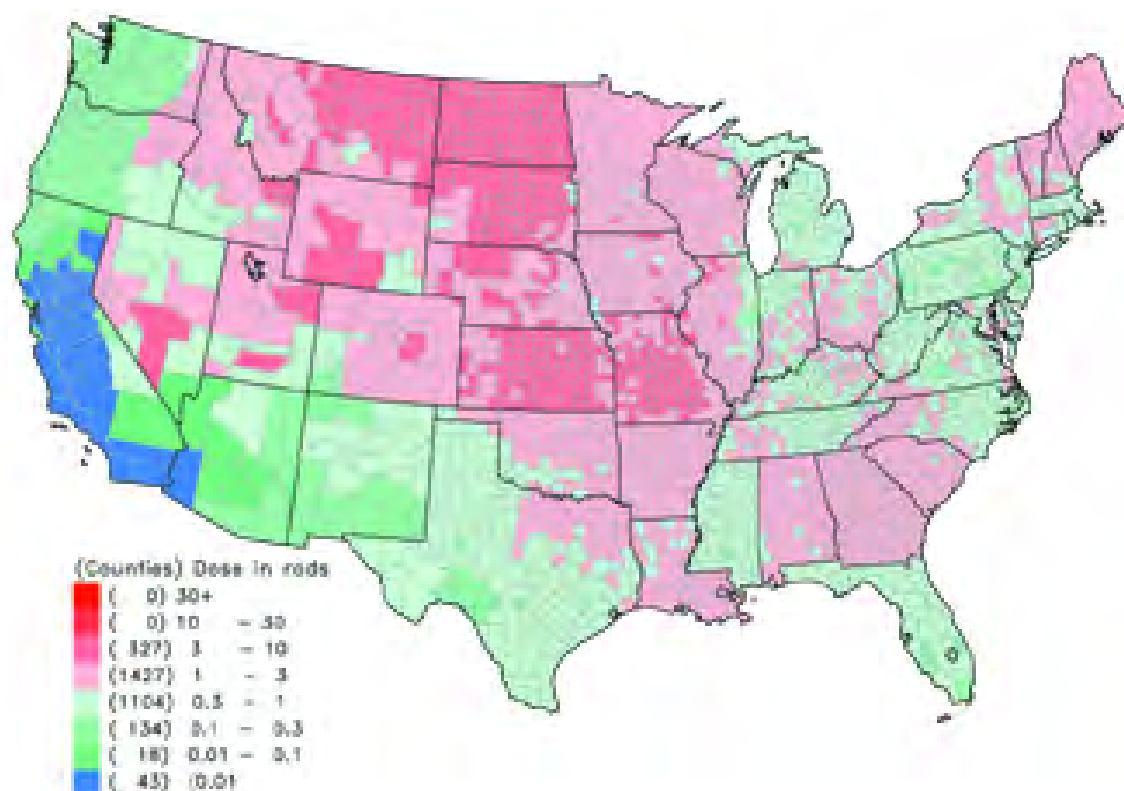 (Counties) Dose in rads
( 0) 30+
( 0) 10 - 30
( 327) 3 - 10
(1427) 1 - 3
(1104) 0.3 - 1
( 134) 0.1 - 0.3
( 16) 0.01 - 0.1
( 43) 0.01